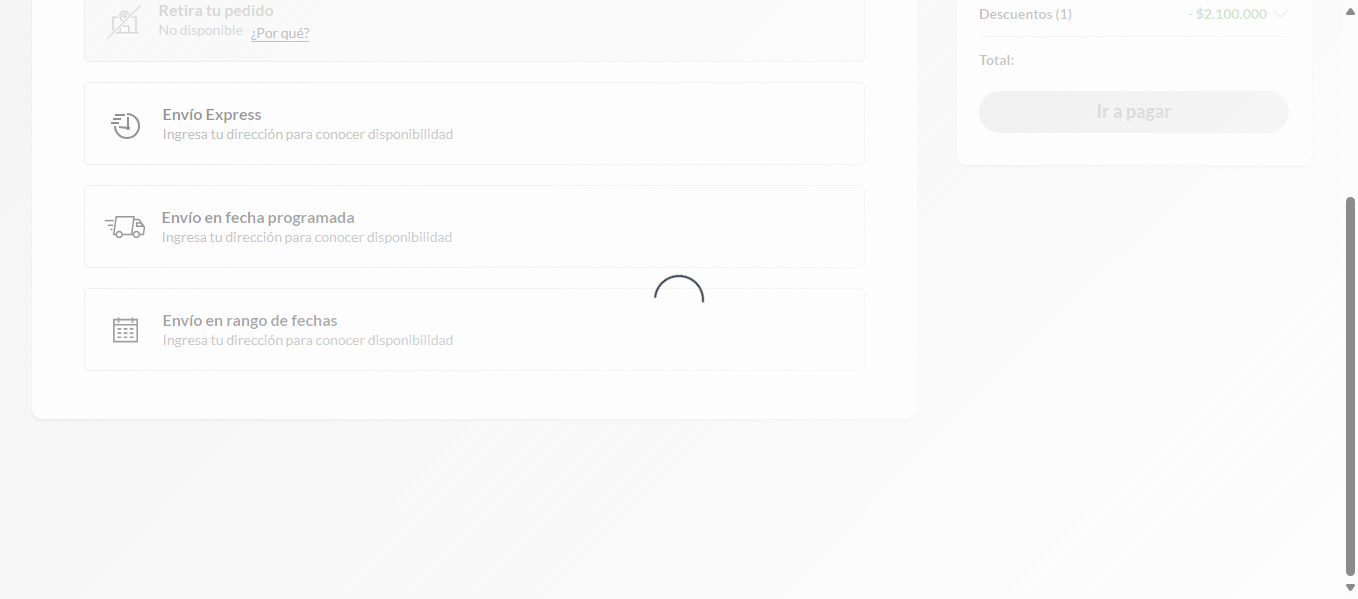 Retira tu pedido
No disponible ¿Por qué?
Envío Express
Ingresa tu dirección para conocer disponibilidad
Envío en fecha programada
Ingresa tu dirección para conocer disponibilidad
Envío en rango de fechas
Ingresa tu dirección para conocer disponibilidad
Descuentos (1) - $2.100.000
Total:
Ir a pagar